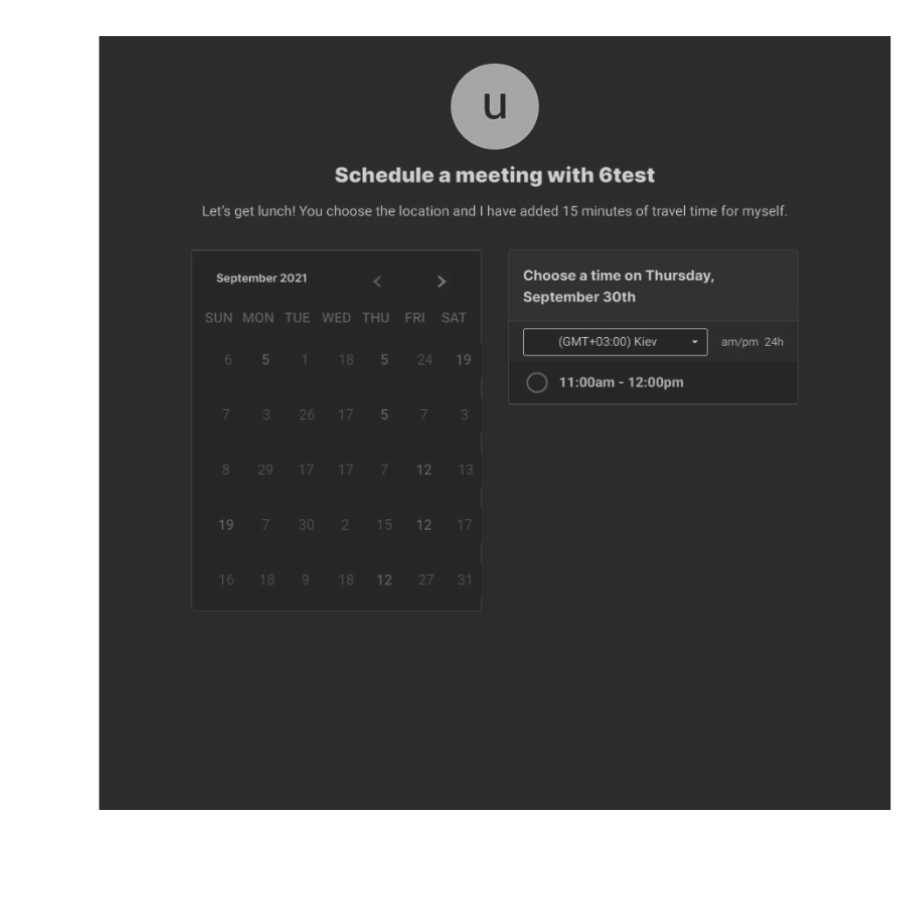 u
Schedule a meeting with 6test
Let's get lunch! You choose the location and I have added 15 minutes of travel time for myself.
September 2021 < >
SUN MON TUE WED THU FRI SAT
6 5 1 18 5 24 19
7 3 26 17 5 7 3
8 29 17 17 7 12 13
19 7 30 2 15 12 17
16 18 9 18 12 27 31
Choose a time on Thursday,
September 30th
(GMT+03:00) Kiev am/pm 24h
11:00am - 12:00pm